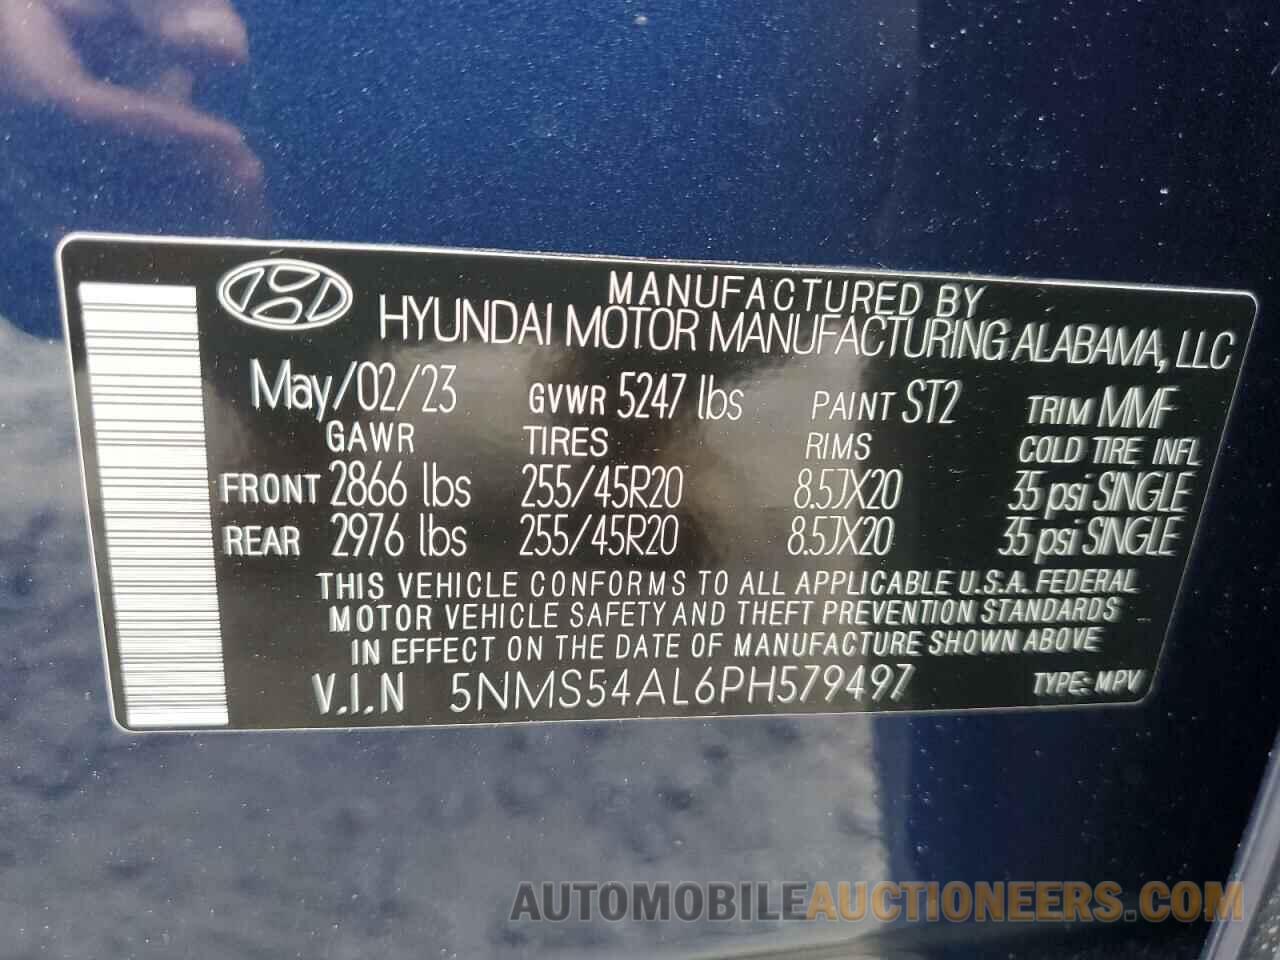 MANUFACTURED BY
HYUNDAI MOTOR MANUFACTURING ALABAMA, LLC
May/02/23 GVWR 5247 lbs PAINT ST2 TRIM MMF
GAWR TIRES RIMS COLD TIRE INFL
FRONT 2866 lbs 255/45R20 8.5JX20 35 psi SINGLE
REAR 2976 lbs 255/45R20 8.5JX20 35 psi SINGLE
THIS VEHICLE CONFORMS TO ALL APPLICABLE U.S.A. FEDERAL
MOTOR VEHICLE SAFETY AND THEFT PREVENTION STANDARDS
IN EFFECT ON THE DATE OF MANUFACTURE SHOWN ABOVE
V.I.N 5NMS54AL6PH579497 TYPE: MPV
AUTOMOBILEAUCTIONEERS.COM